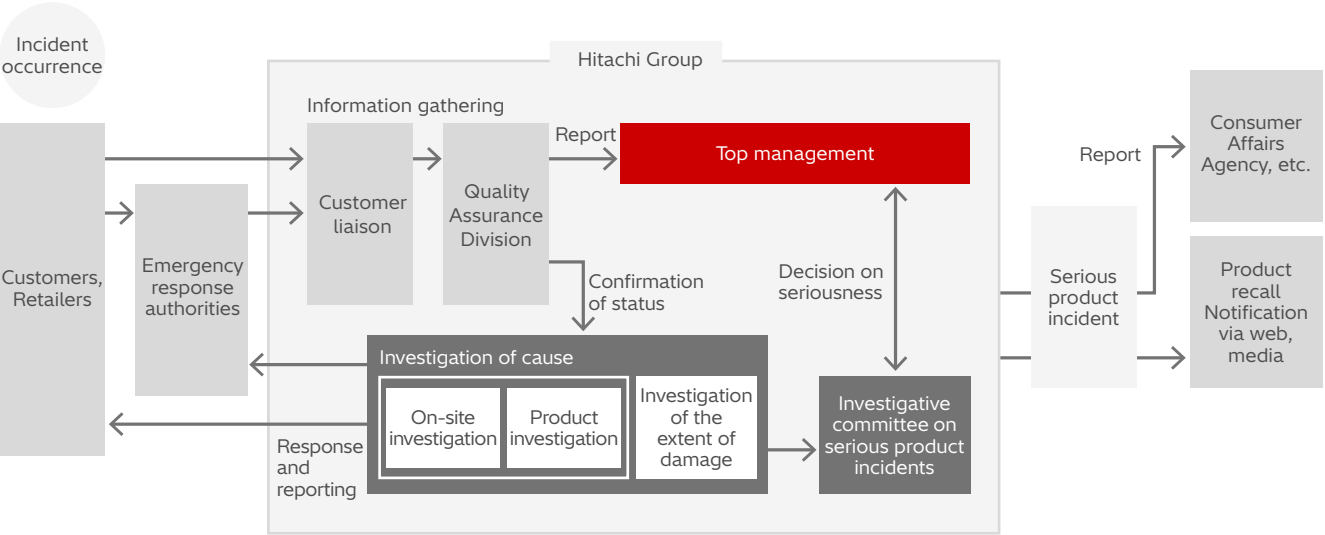 Incident
occurrence
Hitachi Group
Information gathering
Customers,
Retailers
Emergency
response
authorities
Customer
liaison
Quality
Assurance
Division
Report
Top management
Confirmation
of status
Decision on
seriousness
Investigation of cause
On-site
investigation
Product
investigation
Investigation
of the
extent of
damage
Response
and
reporting
Investigative
committee on
serious product
incidents
Serious
product
incident
Report
Consumer
Affairs
Agency, etc.
Product
recall
Notification
via web,
media